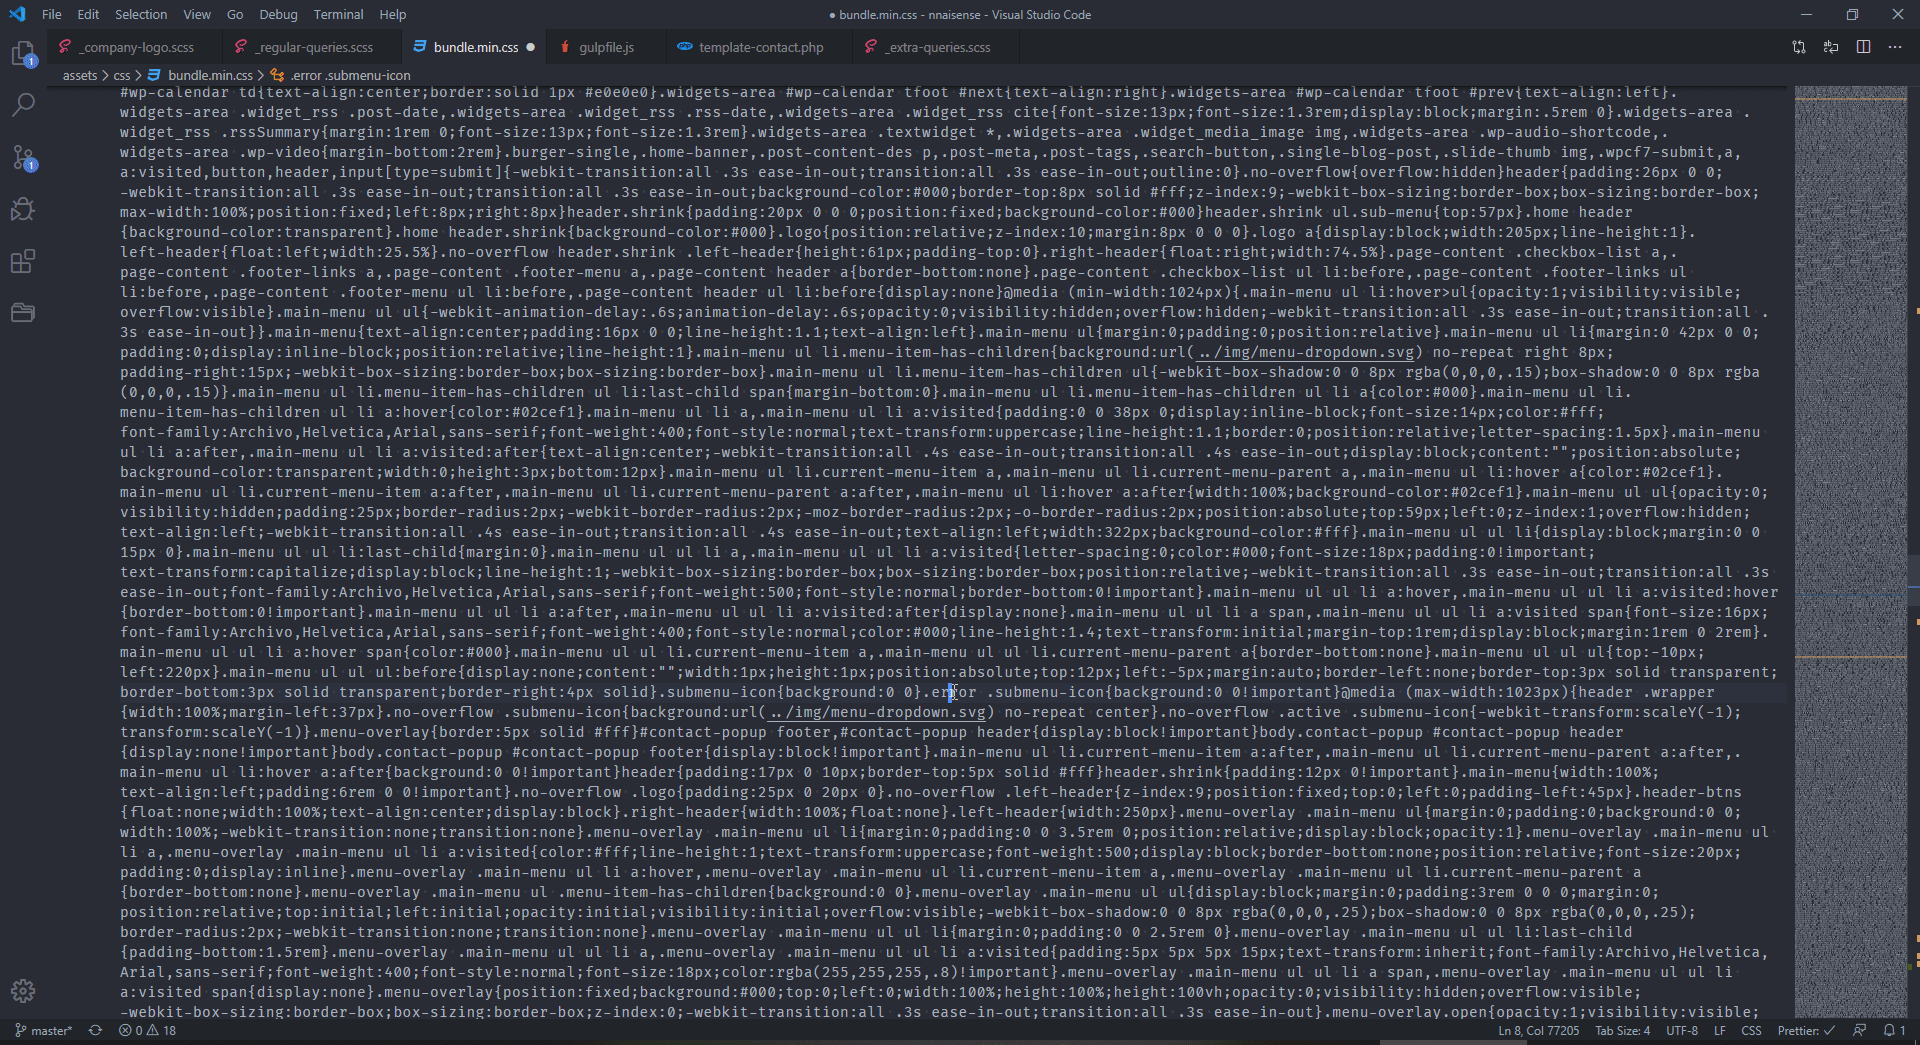 File Edit Selection View Go Debug Terminal Help
● bundle.min.css - nnaisense - Visual Studio Code
_company-logo.scss _regular-queries.scss bundle.min.css ● gulpfile.js template-contact.php _extra-queries.scss
assets > css > bundle.min.css > .error .submenu-icon
#wp-calendar td{text-align:center;border:solid 1px #e0e0e0}.widgets-area #wp-calendar tfoot #next{text-align:right}.widgets-area #wp-calendar tfoot #prev{text-align:left}.
widgets-area .widget_rss .post-date,.widgets-area .widget_rss .rss-date,.widgets-area .widget_rss cite{font-size:13px;font-size:1.3rem;display:block;margin:.5rem 0}.widgets-area .
widget_rss .rssSummary{margin:1rem 0;font-size:13px;font-size:1.3rem}.widgets-area .textwidget *,.widgets-area .widget_media_image img,.widgets-area .wp-audio-shortcode,.
widgets-area .wp-video{margin-bottom:2rem}.burger-single,.home-banner,.post-content-des p,.post-meta,.post-tags,.search-button,.single-blog-post,.slide-thumb img,.wpcf7-submit,a,
a:visited,button,header,input[type=submit]{-webkit-transition:all .3s ease-in-out;transition:all .3s ease-in-out;outline:0}.no-overflow{overflow:hidden}header{padding:26px 0 0;
-webkit-transition:all .3s ease-in-out;transition:all .3s ease-in-out;background-color:#000;border-top:8px solid #fff;z-index:9;-webkit-box-sizing:border-box;box-sizing:border-box;
max-width:100%;position:fixed;left:8px;right:8px}header.shrink{padding:20px 0 0 0;position:fixed;background-color:#000}header.shrink ul.sub-menu{top:57px}.home header
{background-color:transparent}.home header.shrink{background-color:#000}.logo{position:relative;z-index:10;margin:8px 0 0 0}.logo a{display:block;width:205px;line-height:1}.
left-header{float:left;width:25.5%}.no-overflow header.shrink .left-header{height:61px;padding-top:0}.right-header{float:right;width:74.5%}.page-content .checkbox-list a,.
page-content .footer-links a,.page-content .footer-menu a,.page-content header a{border-bottom:none}.page-content .checkbox-list ul li:before,.page-content .footer-links ul
li:before,.page-content .footer-menu ul li:before,.page-content header ul li:before{display:none}@media (min-width:1024px){.main-menu ul li:hover>ul{opacity:1;visibility:visible;
overflow:visible}.main-menu ul ul{-webkit-animation-delay:.6s;animation-delay:.6s;opacity:0;visibility:hidden;overflow:hidden;-webkit-transition:all .3s ease-in-out;transition:all .
3s ease-in-out}}.main-menu{text-align:center;padding:16px 0 0;line-height:1.1;text-align:left}.main-menu ul{margin:0;padding:0;position:relative}.main-menu ul li{margin:0 42px 0 0;
padding:0;display:inline-block;position:relative;line-height:1}.main-menu ul li.menu-item-has-children{background:url(../img/menu-dropdown.svg) no-repeat right 8px;
padding-right:15px;-webkit-box-sizing:border-box;box-sizing:border-box}.main-menu ul li.menu-item-has-children ul{-webkit-box-shadow:0 0 8px rgba(0,0,0,.15);box-shadow:0 0 8px rgba
(0,0,0,.15)}.main-menu ul li.menu-item-has-children ul li:last-child span{margin-bottom:0}.main-menu ul li.menu-item-has-children ul li a{color:#000}.main-menu ul li.
menu-item-has-children ul li a:hover{color:#02cef1}.main-menu ul li a,.main-menu ul li a:visited{padding:0 0 38px 0;display:inline-block;font-size:14px;color:#fff;
font-family:Archivo,Helvetica,Arial,sans-serif;font-weight:400;font-style:normal;text-transform:uppercase;line-height:1.1;border:0;position:relative;letter-spacing:1.5px}.main-menu
ul li a:after,.main-menu ul li a:visited:after{text-align:center;-webkit-transition:all .4s ease-in-out;transition:all .4s ease-in-out;display:block;content:"";position:absolute;
background-color:transparent;width:0;height:3px;bottom:12px}.main-menu ul li.current-menu-item a,.main-menu ul li.current-menu-parent a,.main-menu ul li:hover a{color:#02cef1}.
main-menu ul li.current-menu-item a:after,.main-menu ul li.current-menu-parent a:after,.main-menu ul li:hover a:after{width:100%;background-color:#02cef1}.main-menu ul ul{opacity:0;
visibility:hidden;padding:25px;border-radius:2px;-webkit-border-radius:2px;-moz-border-radius:2px;-o-border-radius:2px;position:absolute;top:59px;left:0;z-index:1;overflow:hidden;
text-align:left;-webkit-transition:all .4s ease-in-out;transition:all .4s ease-in-out;text-align:left;width:322px;background-color:#fff}.main-menu ul ul li{display:block;margin:0 0
15px 0}.main-menu ul ul li:last-child{margin:0}.main-menu ul ul li a,.main-menu ul ul li a:visited{letter-spacing:0;color:#000;font-size:18px;padding:0!important;
text-transform:capitalize;display:block;line-height:1;-webkit-box-sizing:border-box;box-sizing:border-box;position:relative;-webkit-transition:all .3s ease-in-out;transition:all .3s
ease-in-out;font-family:Archivo,Helvetica,Arial,sans-serif;font-weight:500;font-style:normal;border-bottom:0!important}.main-menu ul ul li a:hover,.main-menu ul ul li a:visited:hover
{border-bottom:0!important}.main-menu ul ul li a:after,.main-menu ul ul li a:visited:after{display:none}.main-menu ul ul li a span,.main-menu ul ul li a:visited span{font-size:16px;
font-family:Archivo,Helvetica,Arial,sans-serif;font-weight:400;font-style:normal;color:#000;line-height:1.4;text-transform:initial;margin-top:1rem;display:block;margin:1rem 0 2rem}.
main-menu ul ul li a:hover span{color:#000}.main-menu ul ul li.current-menu-item a,.main-menu ul ul li.current-menu-parent a{border-bottom:none}.main-menu ul ul ul{top:-10px;
left:220px}.main-menu ul ul ul:before{display:none;content:"";width:1px;height:1px;position:absolute;top:12px;left:-5px;margin:auto;border-left:none;border-top:3px solid transparent;
border-bottom:3px solid transparent;border-right:4px solid}.submenu-icon{background:0 0}.error .submenu-icon{background:0 0!important}@media (max-width:1023px){header .wrapper
{width:100%;margin-left:37px}.no-overflow .submenu-icon{background:url(../img/menu-dropdown.svg) no-repeat center}.no-overflow .active .submenu-icon{-webkit-transform:scaleY(-1);
transform:scaleY(-1)}.menu-overlay{border:5px solid #fff}#contact-popup footer,#contact-popup header{display:block!important}body.contact-popup #contact-popup header
{display:none!important}body.contact-popup #contact-popup footer{display:block!important}.main-menu ul li.current-menu-item a:after,.main-menu ul li.current-menu-parent a:after,.
main-menu ul li:hover a:after{background:0 0!important}header{padding:17px 0 10px;border-top:5px solid #fff}header.shrink{padding:12px 0!important}.main-menu{width:100%;
text-align:left;padding:6rem 0 0!important}.no-overflow .logo{padding:25px 0 20px 0}.no-overflow .left-header{z-index:9;position:fixed;top:0;left:0;padding-left:45px}.header-btns
{float:none;width:100%;text-align:center;display:block}.right-header{width:100%;float:none}.left-header{width:250px}.menu-overlay .main-menu ul{margin:0;padding:0;background:0 0;
width:100%;-webkit-transition:none;transition:none}.menu-overlay .main-menu ul li{margin:0;padding:0 0 3.5rem 0;position:relative;display:block;opacity:1}.menu-overlay .main-menu ul
li a,.menu-overlay .main-menu ul li a:visited{color:#fff;line-height:1;text-transform:uppercase;font-weight:500;display:block;border-bottom:none;position:relative;font-size:20px;
padding:0;display:inline}.menu-overlay .main-menu ul li a:hover,.menu-overlay .main-menu ul li.current-menu-item a,.menu-overlay .main-menu ul li.current-menu-parent a
{border-bottom:none}.menu-overlay .main-menu ul .menu-item-has-children{background:0 0}.menu-overlay .main-menu ul ul{display:block;margin:0;padding:3rem 0 0 0;margin:0;
position:relative;top:initial;left:initial;opacity:initial;visibility:initial;overflow:visible;-webkit-box-shadow:0 0 8px rgba(0,0,0,.25);box-shadow:0 0 8px rgba(0,0,0,.25);
border-radius:2px;-webkit-transition:none;transition:none}.menu-overlay .main-menu ul ul li{margin:0;padding:0 0 2.5rem 0}.menu-overlay .main-menu ul ul li:last-child
{padding-bottom:1.5rem}.menu-overlay .main-menu ul ul li a,.menu-overlay .main-menu ul ul li a:visited{padding:5px 5px 5px 15px;text-transform:inherit;font-family:Archivo,Helvetica,
Arial,sans-serif;font-weight:400;font-style:normal;font-size:18px;color:rgba(255,255,255,.8)!important}.menu-overlay .main-menu ul ul li a span,.menu-overlay .main-menu ul ul li
a:visited span{display:none}.menu-overlay{position:fixed;background:#000;top:0;left:0;width:100%;height:100%;height:100vh;opacity:0;visibility:hidden;overflow:visible;
-webkit-box-sizing:border-box;box-sizing:border-box;z-index:0;-webkit-transition:all .3s ease-in-out;transition:all .3s ease-in-out}.menu-overlay.open{opacity:1;visibility:visible;
master* 0 18 Ln 8, Col 77205 Tab Size: 4 UTF-8 LF CSS Prettier: ✓ 1